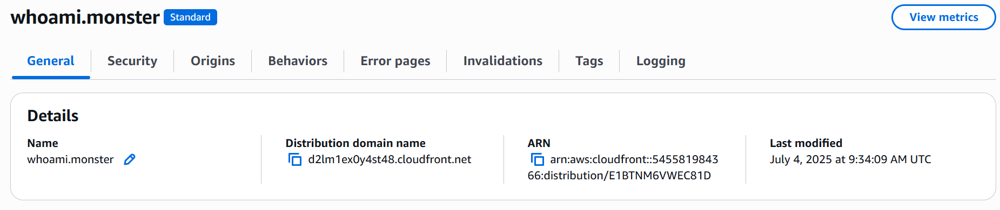 whoami.monster Standard View metrics
General Security Origins Behaviors Error pages Invalidations Tags Logging
Details
Name
whoami.monster
Distribution domain name
d2lm1ex0y4st48.cloudfront.net
ARN
arn:aws:cloudfront::5455819843
66:distribution/E1BTNM6VWEC81D
Last modified
July 4, 2025 at 9:34:09 AM UTC